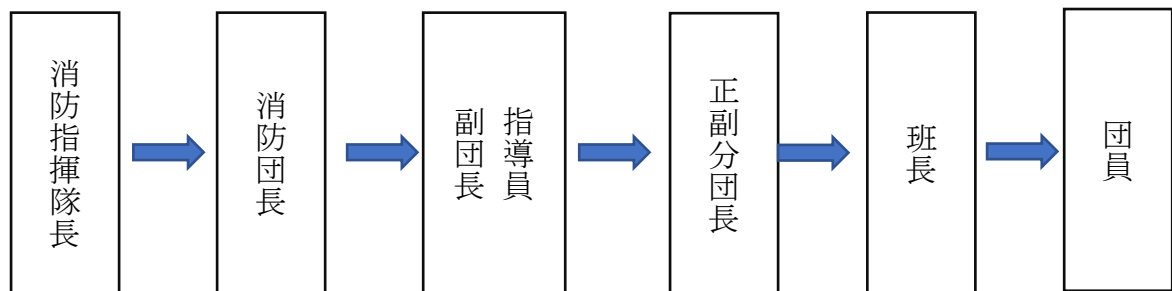 消防指揮隊長
消防団長
指導員
副団長
正副分団長
班長
団員